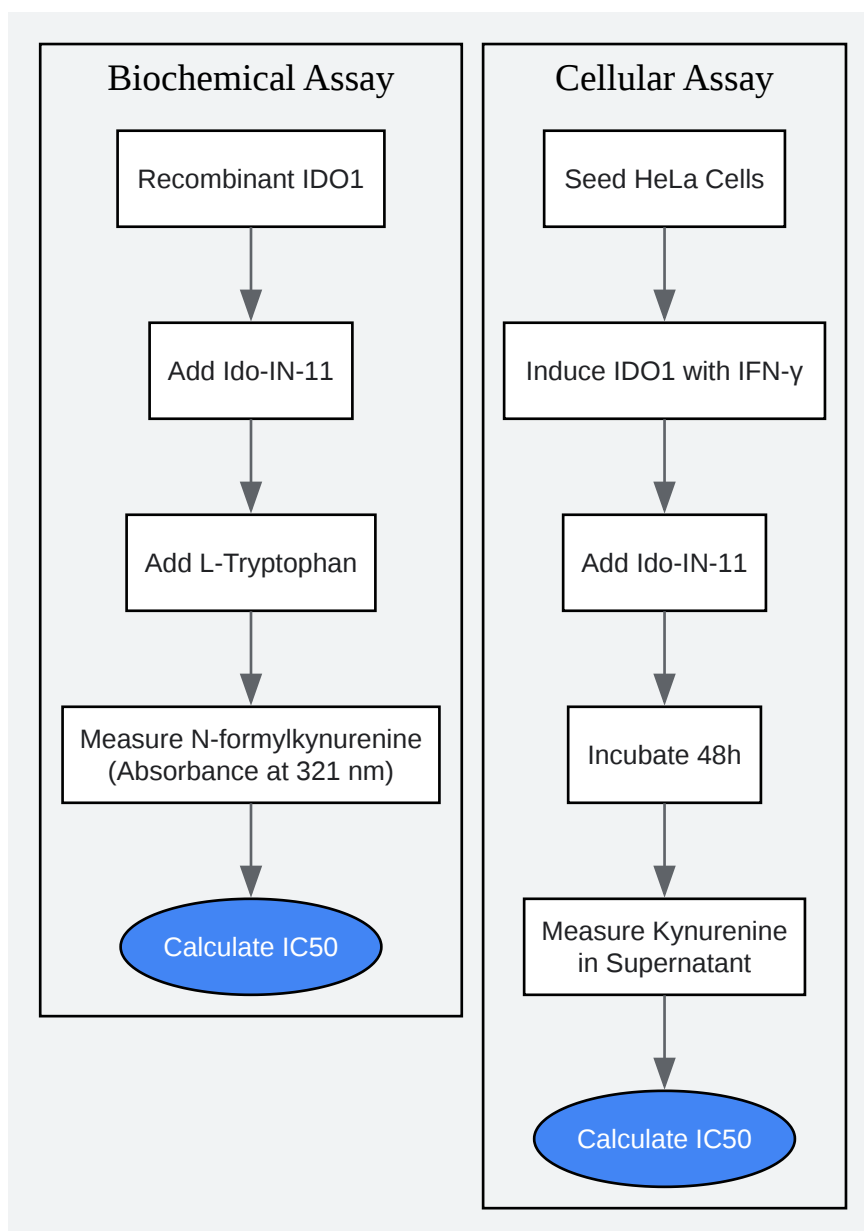 Biochemical Assay
Recombinant IDO1
Add Ido-IN-11
Add L-Tryptophan
Measure N-formylkynurenine
(Absorbance at 321 nm)
Calculate IC50
Cellular Assay
Seed HeLa Cells
Induce IDO1 with IFN-γ
Add Ido-IN-11
Incubate 48h
Measure Kynurenine
in Supernatant
Calculate IC50